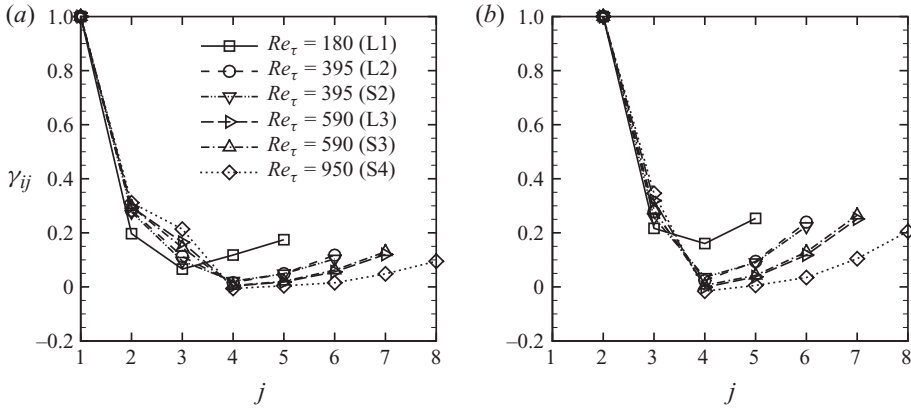 (a)
1.0
0.8
0.6
0.4
0.2
0
–0.2
γij
1 2 3 4 5 6 7 8
j
Reτ = 180 (L1)
Reτ = 395 (L2)
Reτ = 395 (S2)
Reτ = 590 (L3)
Reτ = 590 (S3)
Reτ = 950 (S4)
(b)
1.0
0.8
0.6
0.4
0.2
0
–0.2
1 2 3 4 5 6 7 8
j